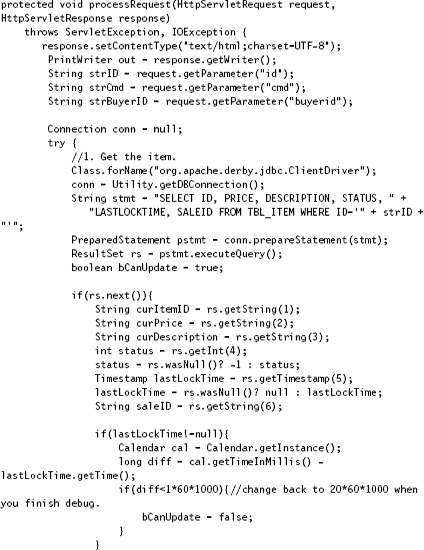 protected void processRequest(HttpServletRequest request,
HttpServletResponse response)
throws ServletException, IOException {
response.setContentType("text/html;charset-UTF-8");
PrintWriter out - response.getWriter();
String strID - request.getParameter("id");
String strCmd - request.getParameter("cmd");
String strBuyerID - request.getParameter("buyerid");
Connection conn - null;
try {
//1. Get the item.
Class.forName("org.apache.derby.jdbc.ClientDriver");
conn - Utility.getDBConnection();
String stmt - "SELECT ID, PRICE, DESCRIPTION, STATUS, " +
"LASTLOCKTIME, SALEID FROM TBL_ITEM WHERE ID-'" + strID +
"'";
PreparedStatement pstmt - conn.prepareStatement(stmt);
ResultSet rs - pstmt.executeQuery();
boolean bCanUpdate - true;
if(rs.next()){
String curItemID - rs.getString(1);
String curPrice - rs.getString(2);
String curDescription - rs.getString(3);
int status - rs.getInt(4);
status - rs.wasNull()? -1 : status;
Timestamp lastLockTime - rs.getTimestamp(5);
lastLockTime - rs.wasNull()? null : lastLockTime;
String saleID - rs.getString(6);
if(lastLockTime!-null){
Calendar cal - Calendar.getInstance();
long diff - cal.getTimeInMillis() -
lastLockTime.getTime();
if(diff<1*60*1000){//change back to 20*60*1000 when
you finish debug.
bCanUpdate - false;
}
}